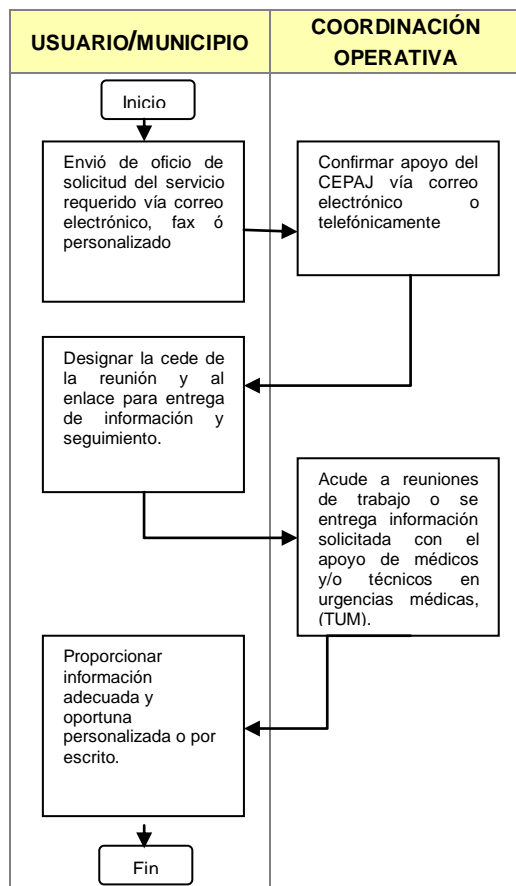 USUARIO/MUNICIPIO
COORDINACIÓN
OPERATIVA
Inicio
Envió de oficio de
solicitud del servicio
requerido vía correo
electrónico, fax ó
personalizado
Confirmar apoyo del
CEPAJ vía correo
electrónico o
telefónicamente
Designar la cede de
la reunión y al
enlace para entrega
de información y
seguimiento.
Acude a reuniones
de trabajo o se
entrega información
solicitada con el
apoyo de médicos
y/o técnicos en
urgencias médicas,
(TUM).
Proporcionar
información
adecuada y
oportuna
personalizada o por
escrito.
Fin